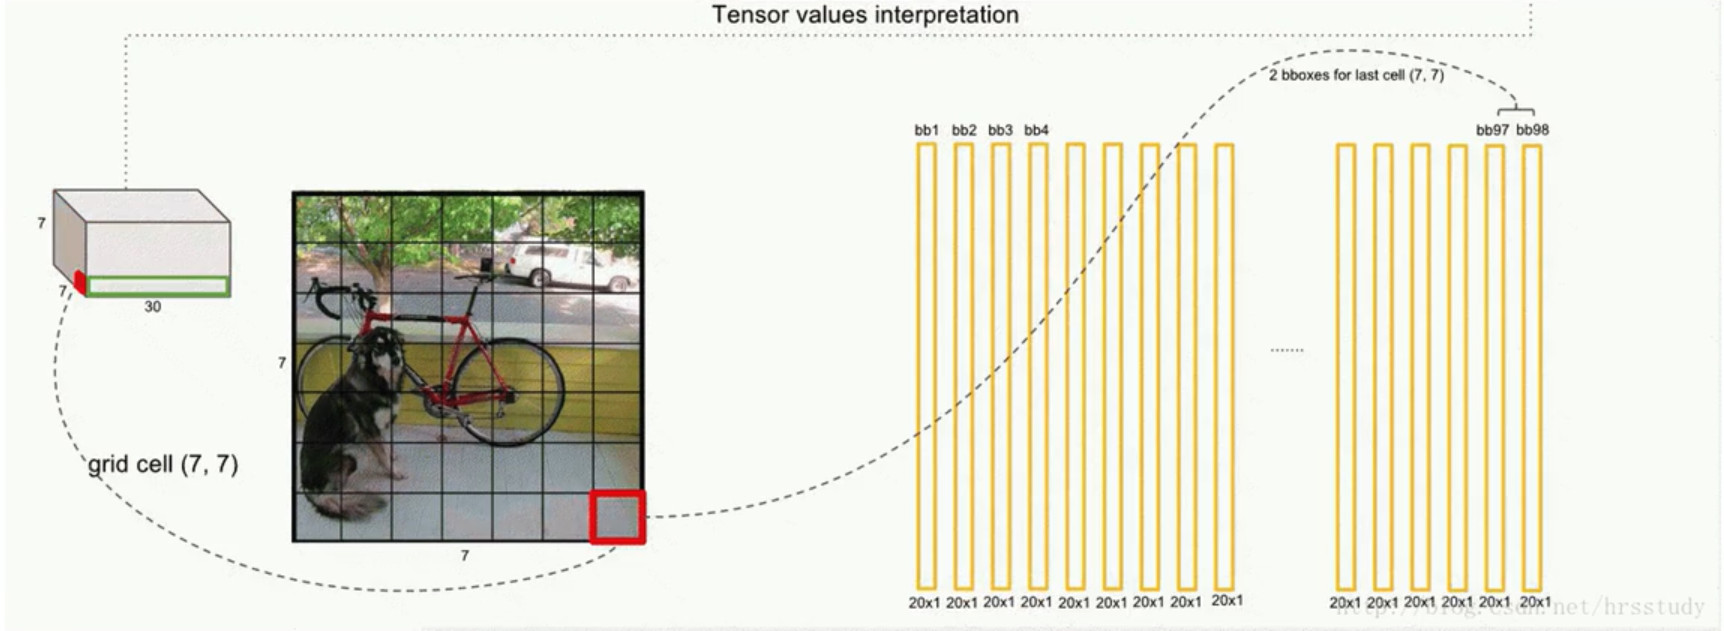 Tensor values interpretation
2 bboxes for last cell (7, 7)
bb1 bb2 bb3 bb4 bb97 bb98
7
7
30
7
.......
grid cell (7, 7)
7
20x1 20x1 20x1 20x1 20x1 20x1 20x1 20x1 20x1 20x1 20x1 20x1 20x1 20x1 20x1
http://blog.csdn.net/hrsstudy